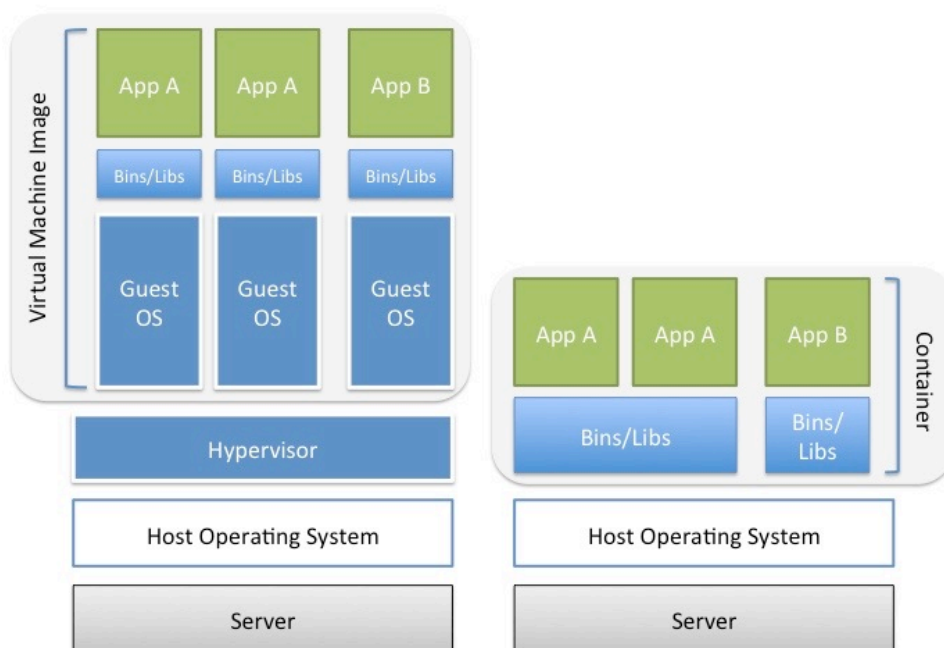 Virtual Machine Image
App A
App A
App B
Bins/Libs
Bins/Libs
Bins/Libs
Guest
OS
Guest
OS
Guest
OS
Hypervisor
Host Operating System
Server
App A
App A
App B
Bins/Libs
Bins/
Libs
Container
Host Operating System
Server